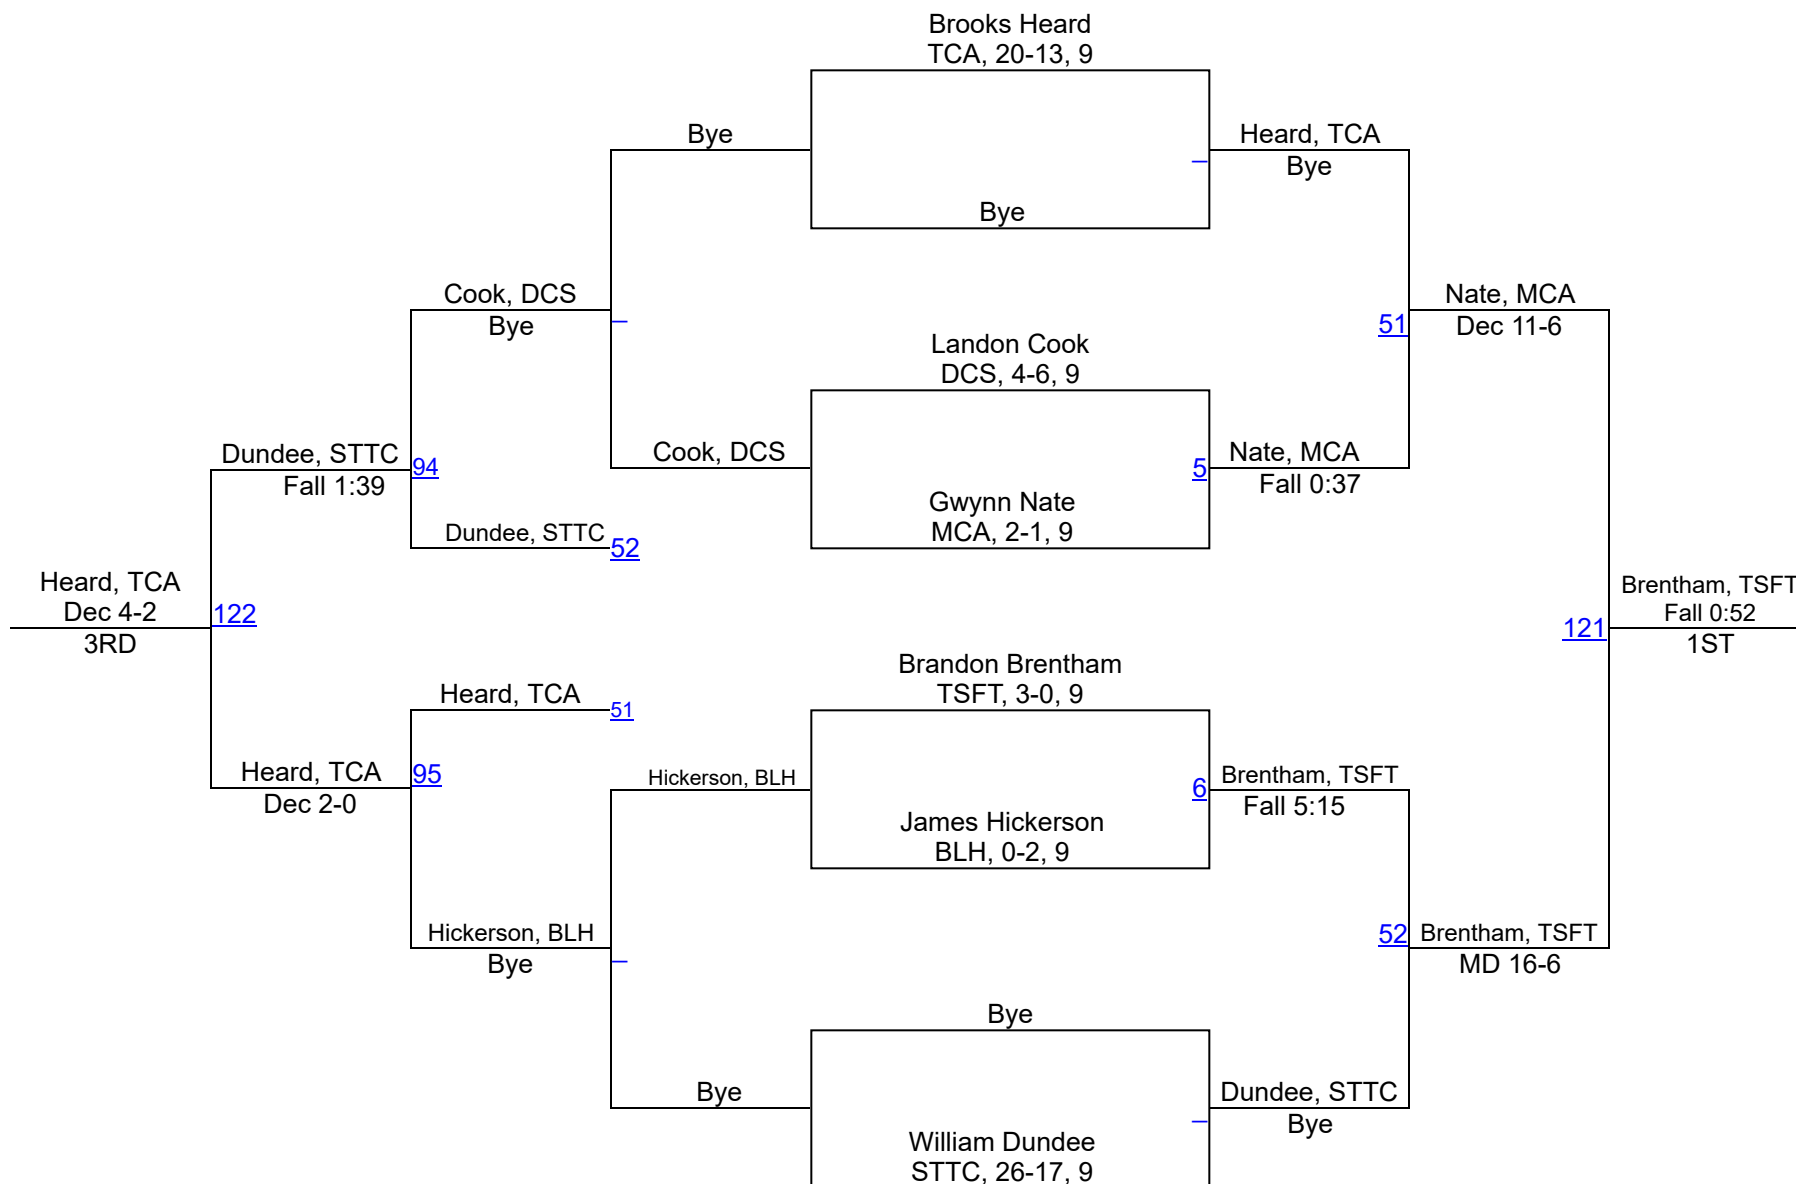 Brooks Heard
TCA, 20-13, 9
Bye
Heard, TCA
Bye
Bye
Cook, DCS
Bye
Nate, MCA
51
Dec 11-6
Landon Cook
DCS, 4-6, 9
Dundee, STTC
94
Fall 1:39
Cook, DCS
5
Nate, MCA
Fall 0:37
Gwynn Nate
MCA, 2-1, 9
Dundee, STTC
52
Heard, TCA
Dec 4-2
122
3RD
Brentham, TSFT
Fall 0:52
121
1ST
Brandon Brentham
TSFT, 3-0, 9
Heard, TCA
51
Heard, TCA
95
Dec 2-0
Hickerson, BLH
6
Brentham, TSFT
Fall 5:15
James Hickerson
BLH, 0-2, 9
Hickerson, BLH
Bye
52
Brentham, TSFT
MD 16-6
Bye
Bye
Dundee, STTC
Bye
William Dundee
STTC, 26-17, 9